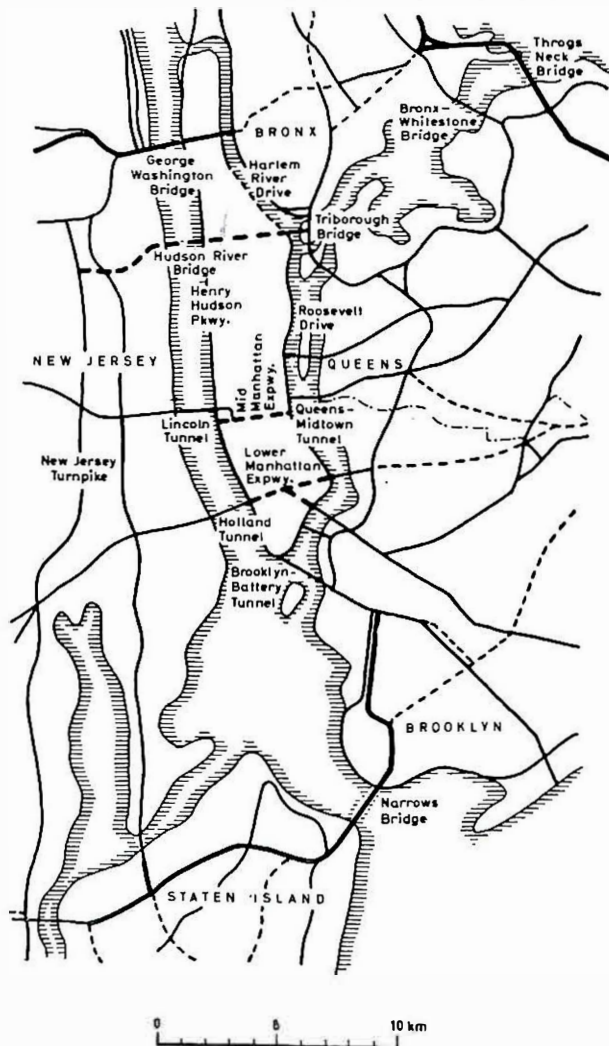 Throgs
Neck
Bridge
Bronx–
Whitestone
Bridge
BRONX
George
Washington
Bridge
Harlem
River
Drive
Triborough
Bridge
Hudson River
Bridge
Henry
Hudson
Pkwy.
Roosevelt
Drive
NEW JERSEY
Mid
Manhattan
Expwy.
QUEENS
Lincoln
Tunnel
Queens–
Midtown
Tunnel
New Jersey
Turnpike
Lower
Manhattan
Expwy.
Holland
Tunnel
Brooklyn–
Battery
Tunnel
BROOKLYN
Narrows
Bridge
STATEN ISLAND
0 5 10 km